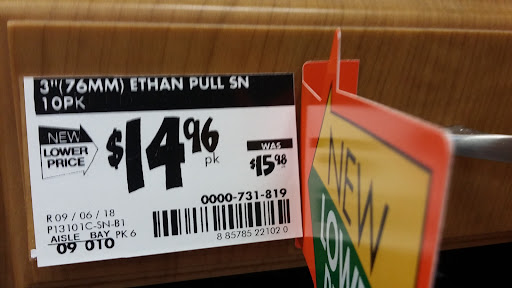 3"(76MM) ETHAN PULL SN
10PK
NEW
LOWER
PRICE
$14.96
pk
WAS
$15.98
0000-731-819
R 09 / 06 / 18
P13101C-SN-B1
AISLE BAY PK 6
09 010
8 85785 22102 0
NEW
LOWE